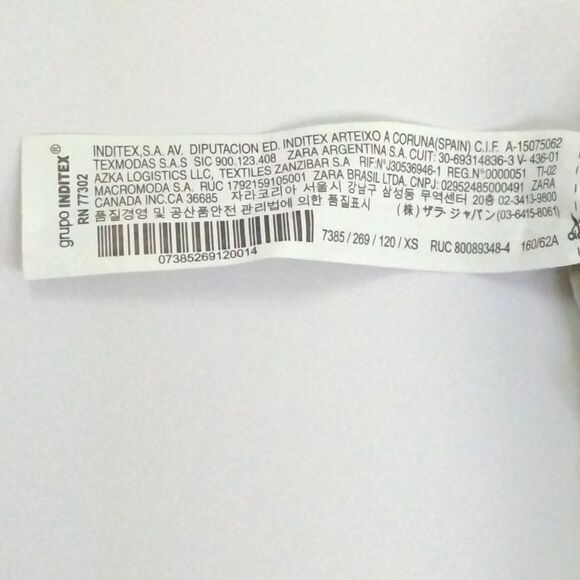 grupo INDITEX®
RN 77302
INDITEX,S.A. AV. DIPUTACION ED. INDITEX ARTEIXO A CORUNA(SPAIN) C.I.F. A-15075062
TEXMODAS S.A.S SIC 900.123.408 ZARA ARGENTINA S.A. CUIT: 30-69314836-3 V- 436-01
AZKA LOGISTICS LLC, TEXTILES ZANZIBAR S.A RIF:Nº:J30536946-1 REG.Nº:0000051 TI-02
MACROMODA S.A. RUC 1792159105001 ZARA BRASIL LTDA. CNPJ: 02952485000491 ZARA
CANADA INC.CA 36685 자라코리아 서울시 강남구 삼성동 무역센터 20층 02-3413-9800
품질경영 및 공산품안전 관리법에 의한 품질표시 (株) ザラ・ジャパン (03-6415-8061)
7385 / 269 / 120 / XS RUC 80089348-4 160/62A
07385269120014